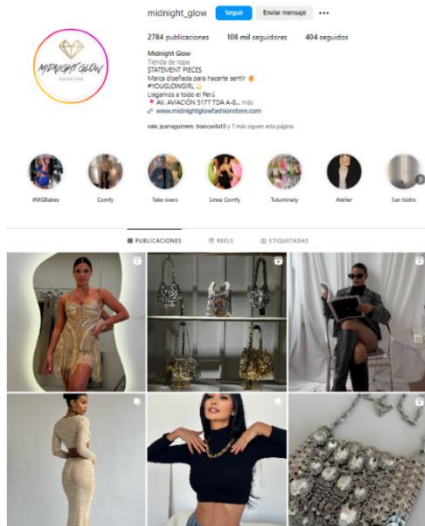 midnight_glow Seguir Enviar mensaje
2784 publicaciones 108 mil seguidores 404 seguidos
Midnight Glow
Tienda de ropa
STATEMENT PIECES
Marca diseñada para hacerte sentir 🔥
#YOUGLOWGIRL 💫
Llegamos a todo el Perú
📍 AV. AVIACIÓN 5177 TDA A-6... más
www.midnightglowfashionstore.com
y 7 más siguen esta página
MIDNIGHT GLOW
#MGBabes Comfy Take overs Linea Comfy Tuluminaty Atelier San Isidro
PUBLICACIONES REELS ETIQUETADAS